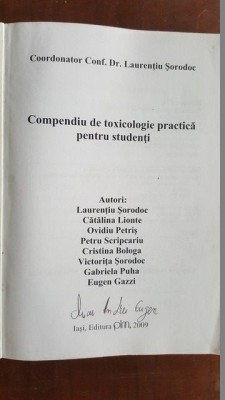 Coordonator Conf. Dr. Laurențiu Șorodoc
Compendiu de toxicologie practică
pentru studenți
Autori:
Laurențiu Șorodoc
Cătălina Lionte
Ovidiu Petriș
Petru Scripcariu
Cristina Bologa
Victorița Șorodoc
Gabriela Puha
Eugen Gazzi
Iași, Editura pim, 2009